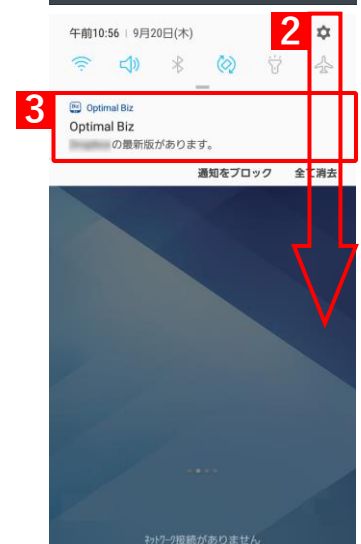 午前10:56 | 9月20日(木)
2
3
Biz Optimal Biz
Optimal Biz
の最新版があります。
通知をブロック 全て消去
ﾈｯﾄﾜｰｸ接続がありません